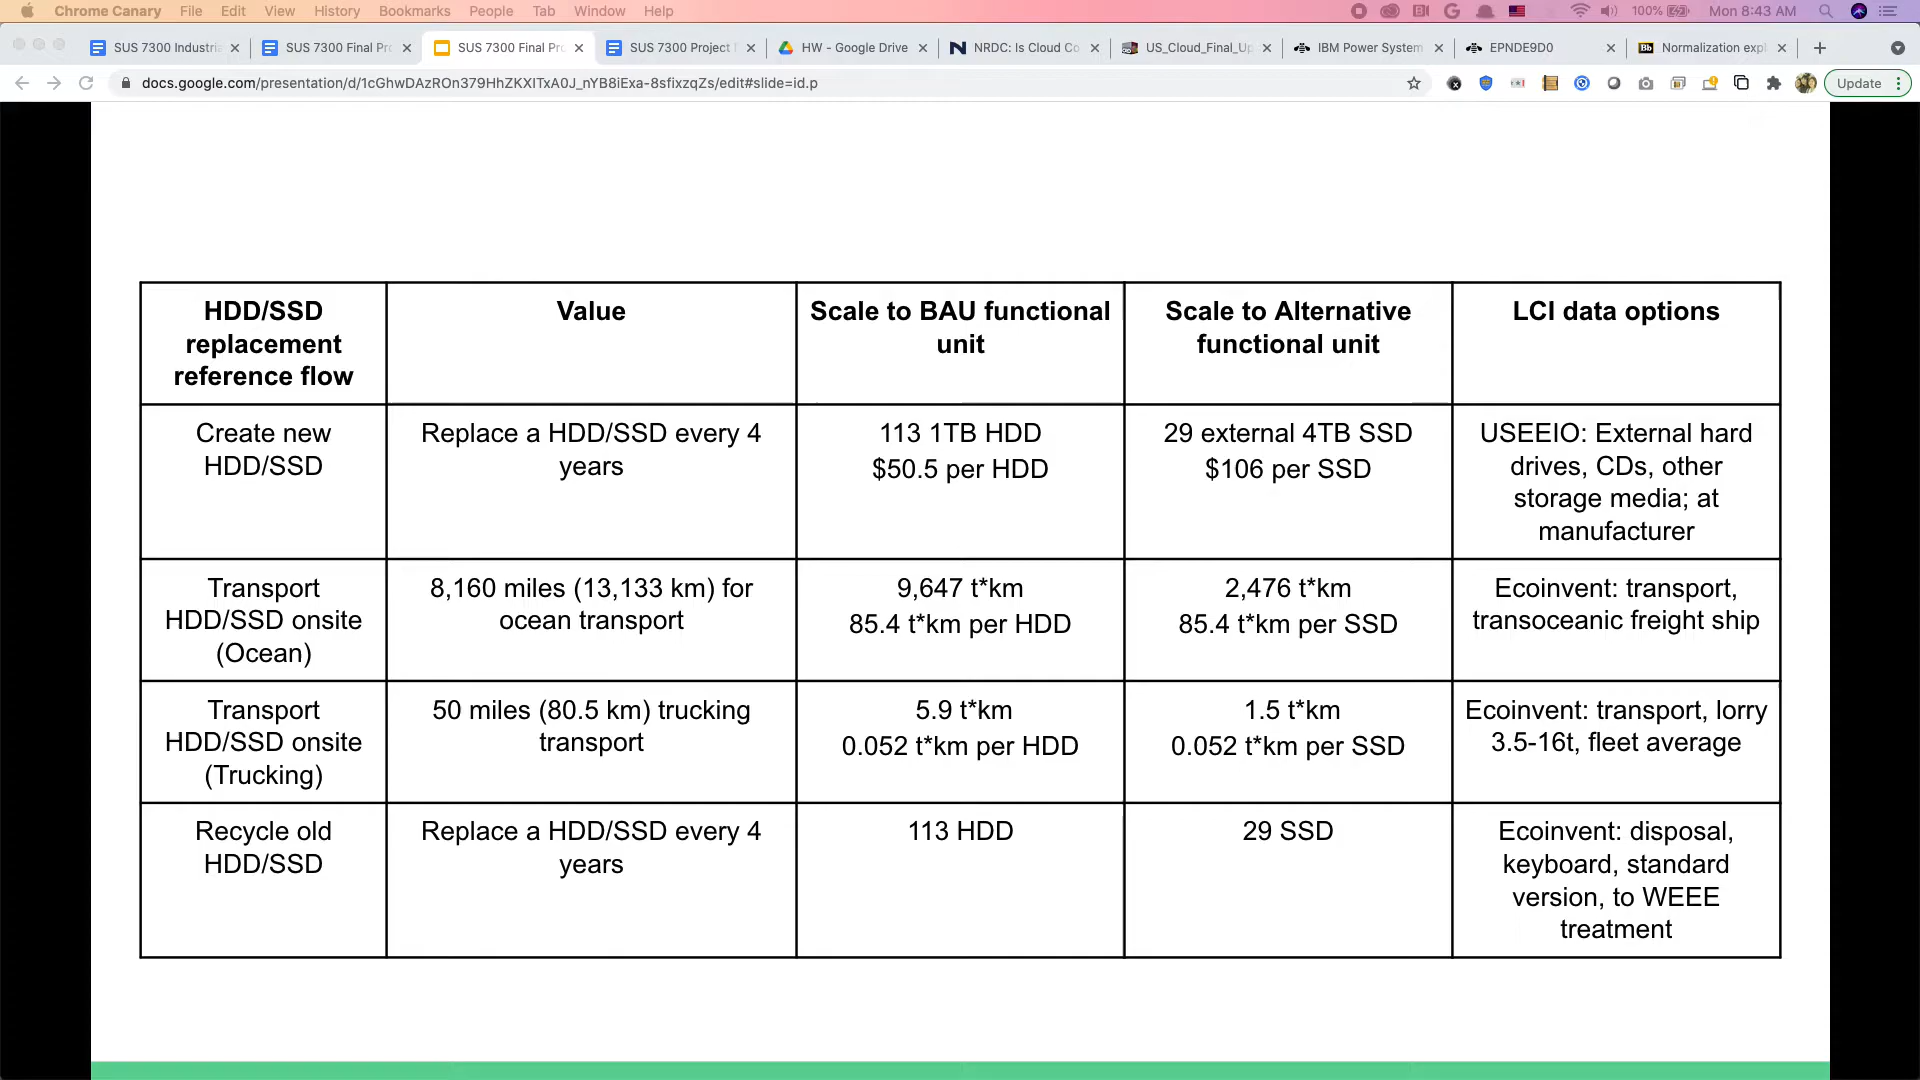 Chrome Canary File Edit View History Bookmarks People Tab Window Help 100% Mon 8:43 AM
SUS 7300 Industria SUS 7300 Final Pro SUS 7300 Final Pro SUS 7300 Project HW - Google Drive NRDC: Is Cloud Co US_Cloud_Final_Up IBM Power System EPNDE9D0 Bb Normalization expl
docs.google.com/presentation/d/1cGhwDAzROn379HhZKXITxA0J_nYB8iExa-8sfixzqZs/edit#slide=id.p Update
HDD/SSD replacement reference flow
Value
Scale to BAU functional unit
Scale to Alternative functional unit
LCI data options
Create new HDD/SSD
Replace a HDD/SSD every 4 years
113 1TB HDD
$50.5 per HDD
29 external 4TB SSD
$106 per SSD
USEEIO: External hard drives, CDs, other storage media; at manufacturer
Transport HDD/SSD onsite (Ocean)
8,160 miles (13,133 km) for ocean transport
9,647 t*km
85.4 t*km per HDD
2,476 t*km
85.4 t*km per SSD
Ecoinvent: transport, transoceanic freight ship
Transport HDD/SSD onsite (Trucking)
50 miles (80.5 km) trucking transport
5.9 t*km
0.052 t*km per HDD
1.5 t*km
0.052 t*km per SSD
Ecoinvent: transport, lorry 3.5-16t, fleet average
Recycle old HDD/SSD
Replace a HDD/SSD every 4 years
113 HDD
29 SSD
Ecoinvent: disposal, keyboard, standard version, to WEEE treatment